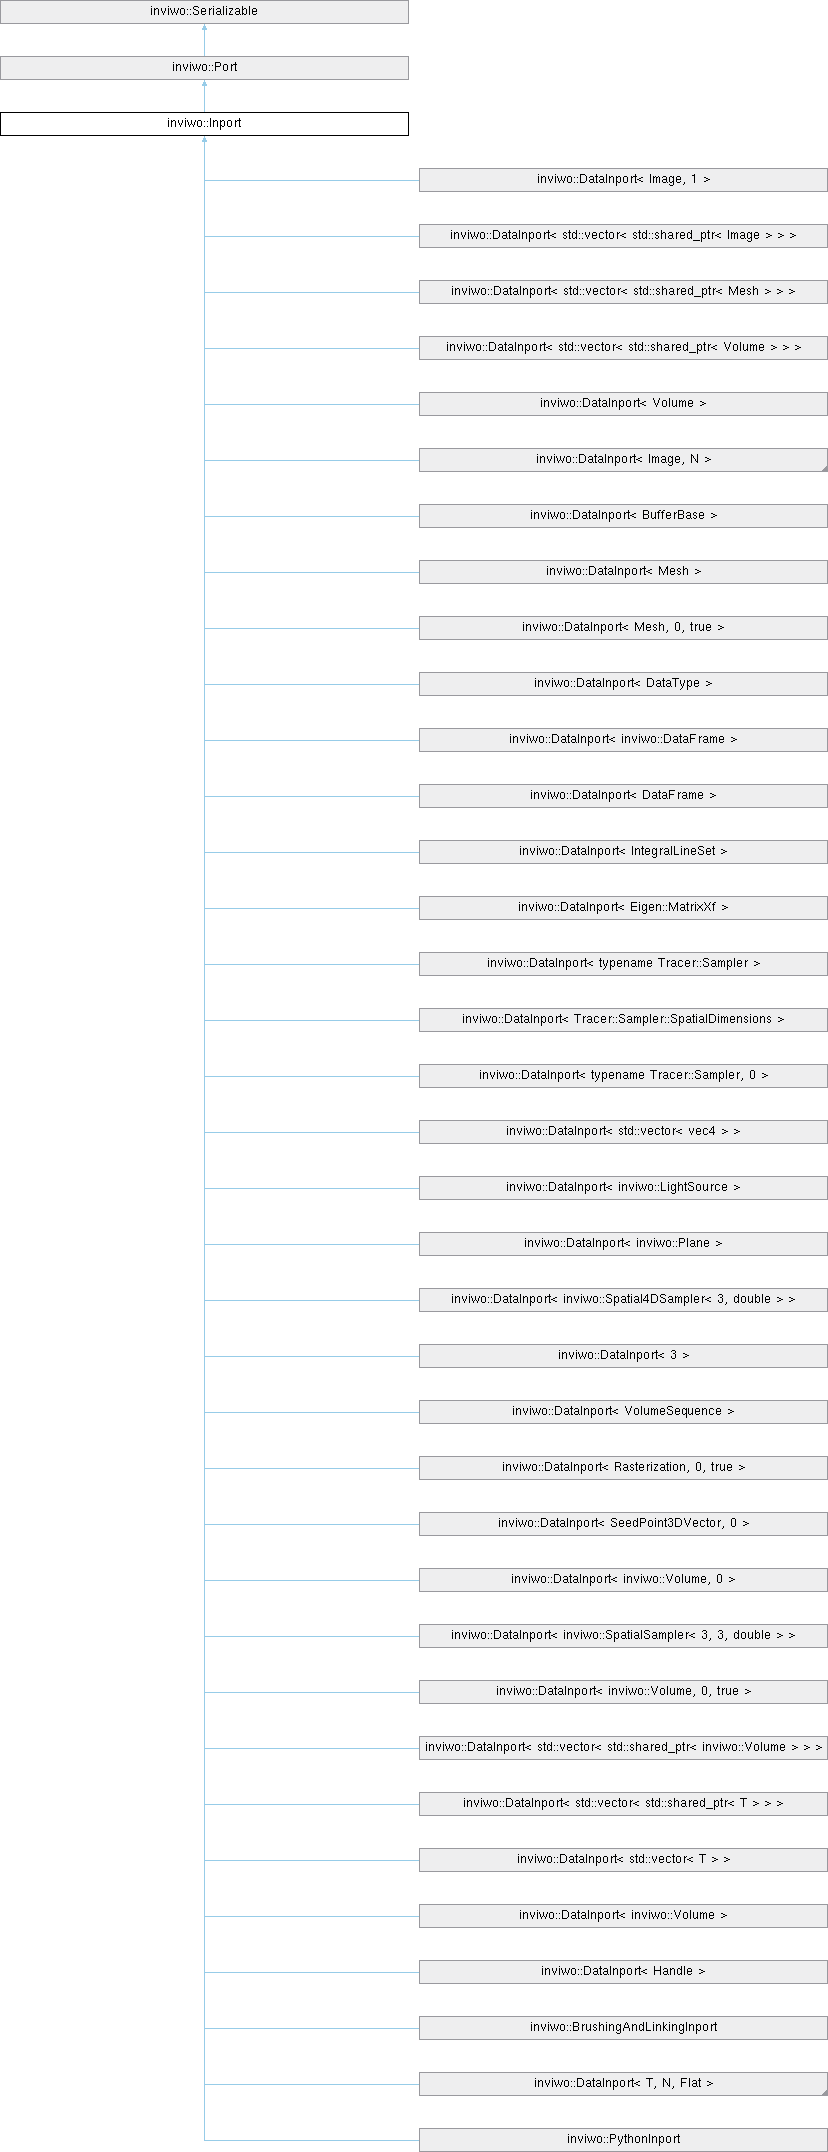 inviwo::Serializable
inviwo::Port
inviwo::Inport
inviwo::DataInport< Image, 1 >
inviwo::DataInport< std::vector< std::shared_ptr< Image > > >
inviwo::DataInport< std::vector< std::shared_ptr< Mesh > > >
inviwo::DataInport< std::vector< std::shared_ptr< Volume > > >
inviwo::DataInport< Volume >
inviwo::DataInport< Image, N >
inviwo::DataInport< BufferBase >
inviwo::DataInport< Mesh >
inviwo::DataInport< Mesh, 0, true >
inviwo::DataInport< DataType >
inviwo::DataInport< inviwo::DataFrame >
inviwo::DataInport< DataFrame >
inviwo::DataInport< IntegralLineSet >
inviwo::DataInport< Eigen::MatrixXf >
inviwo::DataInport< typename Tracer::Sampler >
inviwo::DataInport< Tracer::Sampler::SpatialDimensions >
inviwo::DataInport< typename Tracer::Sampler, 0 >
inviwo::DataInport< std::vector< vec4 > >
inviwo::DataInport< inviwo::LightSource >
inviwo::DataInport< inviwo::Plane >
inviwo::DataInport< inviwo::Spatial4DSampler< 3, double > >
inviwo::DataInport< 3 >
inviwo::DataInport< VolumeSequence >
inviwo::DataInport< Rasterization, 0, true >
inviwo::DataInport< SeedPoint3DVector, 0 >
inviwo::DataInport< inviwo::Volume, 0 >
inviwo::DataInport< inviwo::SpatialSampler< 3, 3, double > >
inviwo::DataInport< inviwo::Volume, 0, true >
inviwo::DataInport< std::vector< std::shared_ptr< inviwo::Volume > > >
inviwo::DataInport< std::vector< std::shared_ptr< T > > >
inviwo::DataInport< std::vector< T > >
inviwo::DataInport< inviwo::Volume >
inviwo::DataInport< Handle >
inviwo::BrushingAndLinkingInport
inviwo::DataInport< T, N, Flat >
inviwo::PythonInport